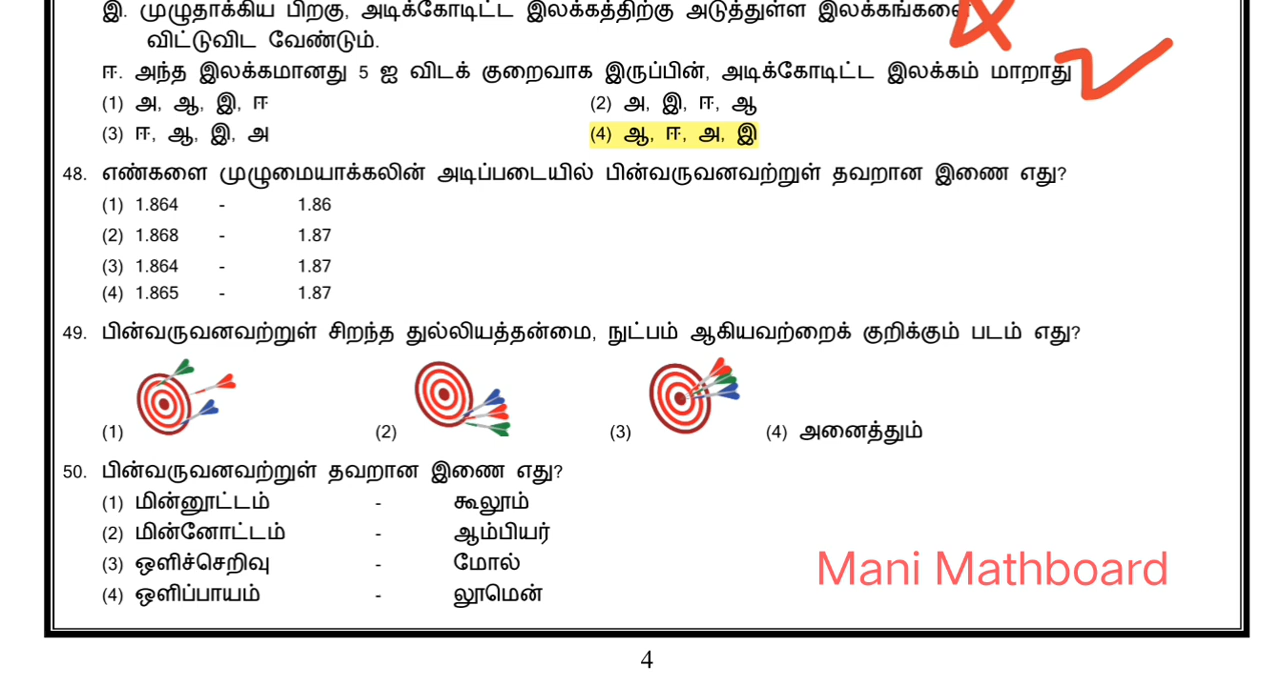 இ. முழுதாக்கிய பிறகு, அடிக்கோடிட்ட இலக்கத்திற்கு அடுத்துள்ள இலக்கங்களை
விட்டுவிட வேண்டும்.
ஈ. அந்த இலக்கமானது 5 ஐ விடக் குறைவாக இருப்பின், அடிக்கோடிட்ட இலக்கம் மாறாது
(1) அ, ஆ, இ, ஈ (2) அ, இ, ஈ, ஆ
(3) ஈ, ஆ, இ, அ (4) ஆ, ஈ, அ, இ
48. எண்களை முழுமையாக்கலின் அடிப்படையில் பின்வருவனவற்றுள் தவறான இணை எது?
(1) 1.864 - 1.86
(2) 1.868 - 1.87
(3) 1.864 - 1.87
(4) 1.865 - 1.87
49. பின்வருவனவற்றுள் சிறந்த துல்லியத்தன்மை, நுட்பம் ஆகியவற்றைக் குறிக்கும் படம் எது?
(1) (2) (3) (4) அனைத்தும்
50. பின்வருவனவற்றுள் தவறான இணை எது?
(1) மின்னூட்டம் - கூலூம்
(2) மின்னோட்டம் - ஆம்பியர்
(3) ஒளிச்செறிவு - மோல்
(4) ஒளிப்பாயம் - லூமென்
Mani Mathboard
4